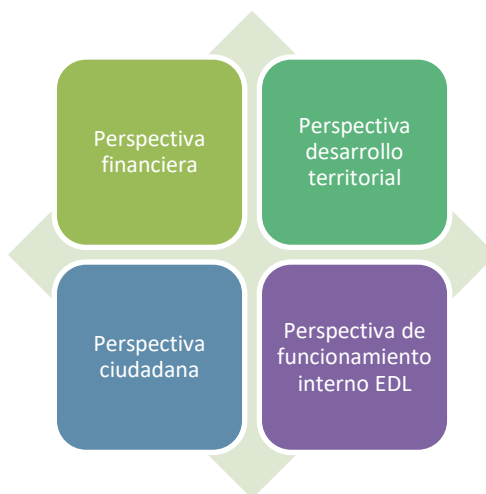 Perspectiva
financiera
Perspectiva
desarrollo
territorial
Perspectiva
ciudadana
Perspectiva de
funcionamiento
interno EDL